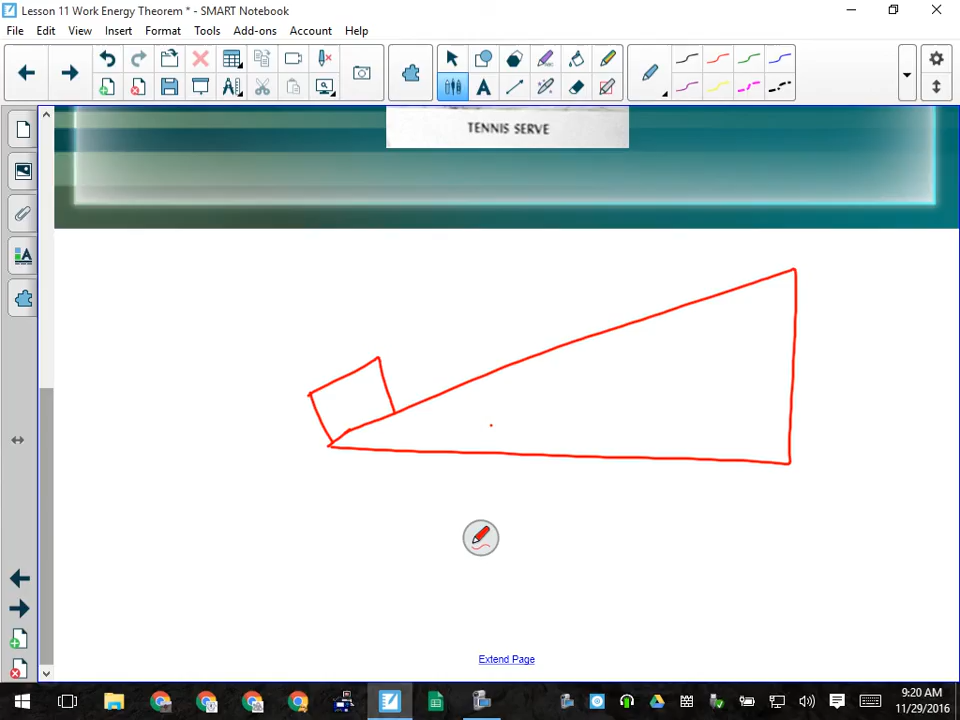 Lesson 11 Work Energy Theorem * - SMART Notebook
File Edit View Insert Format Tools Add-ons Account Help
TENNIS SERVE
Extend Page
9:20 AM
11/29/2016